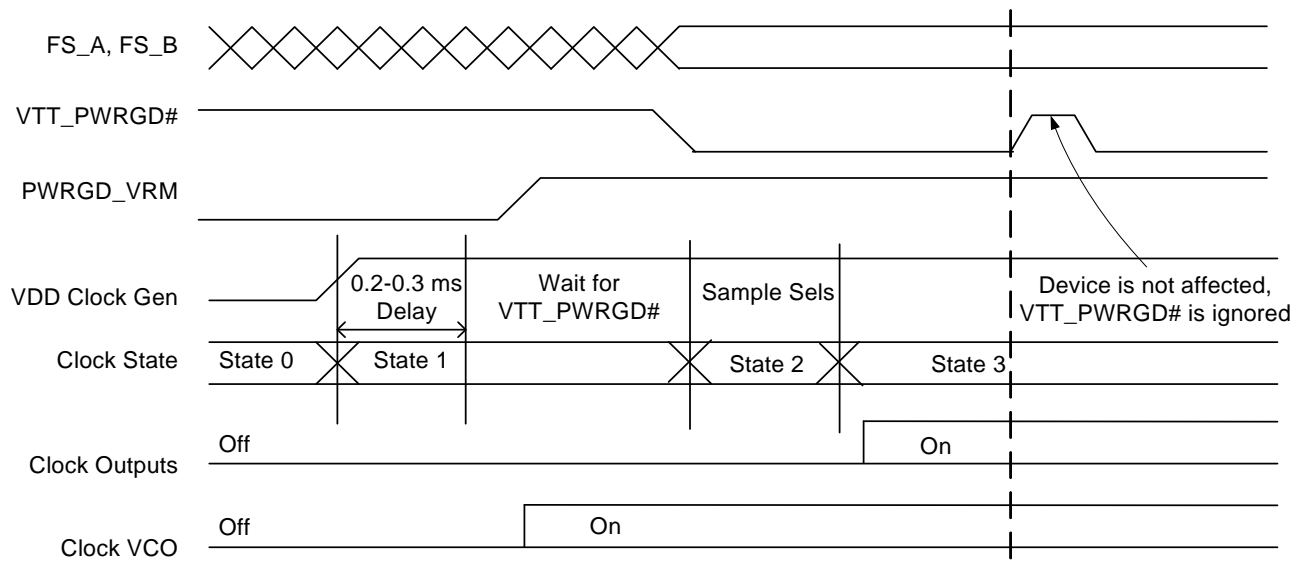 FS_A, FS_B
VTT_PWRGD#
PWRGD_VRM
VDD Clock Gen
0.2-0.3 ms
Delay
Wait for
VTT_PWRGD#
Sample Sels
Device is not affected,
VTT_PWRGD# is ignored
Clock State
State 0
State 1
State 2
State 3
Clock Outputs
Off
On
Clock VCO
Off
On